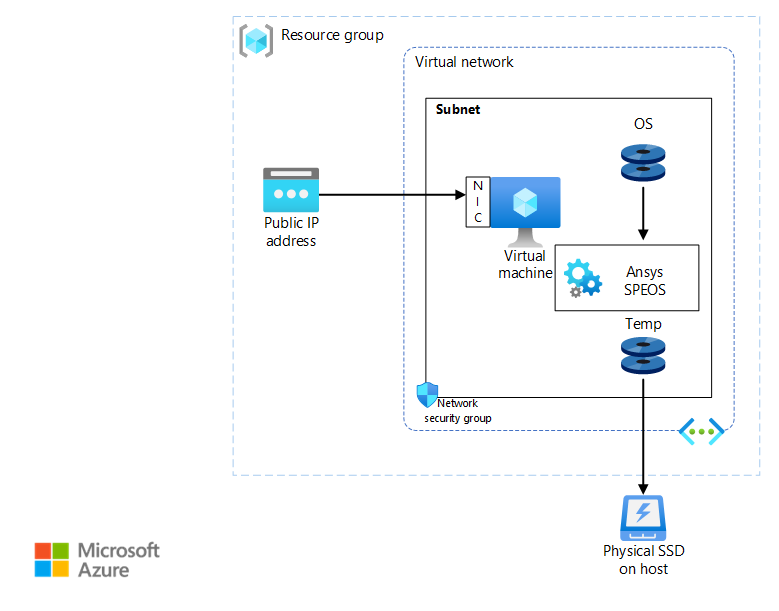 Resource group
Virtual network
Subnet
OS
N
I
C
Public IP
address
Virtual
machine
Ansys
SPEOS
Temp
Network
security group
Physical SSD
on host
Microsoft
Azure